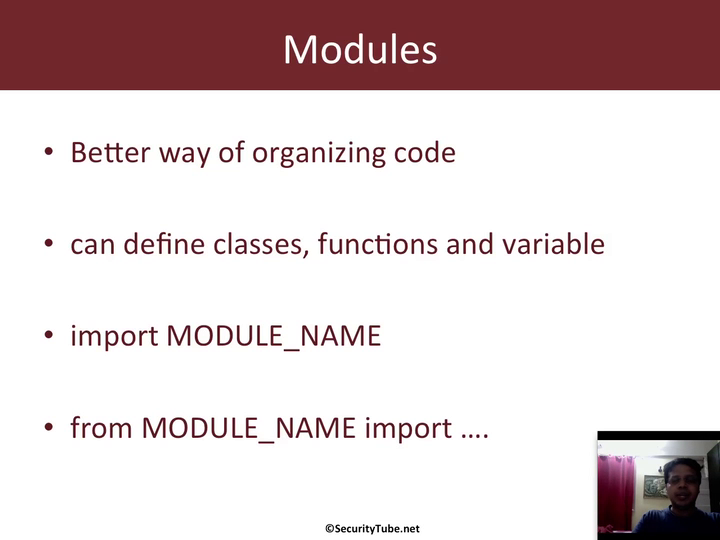 Modules
• Better way of organizing code
• can define classes, functions and variable
• import MODULE_NAME
• from MODULE_NAME import ....
©SecurityTube.net